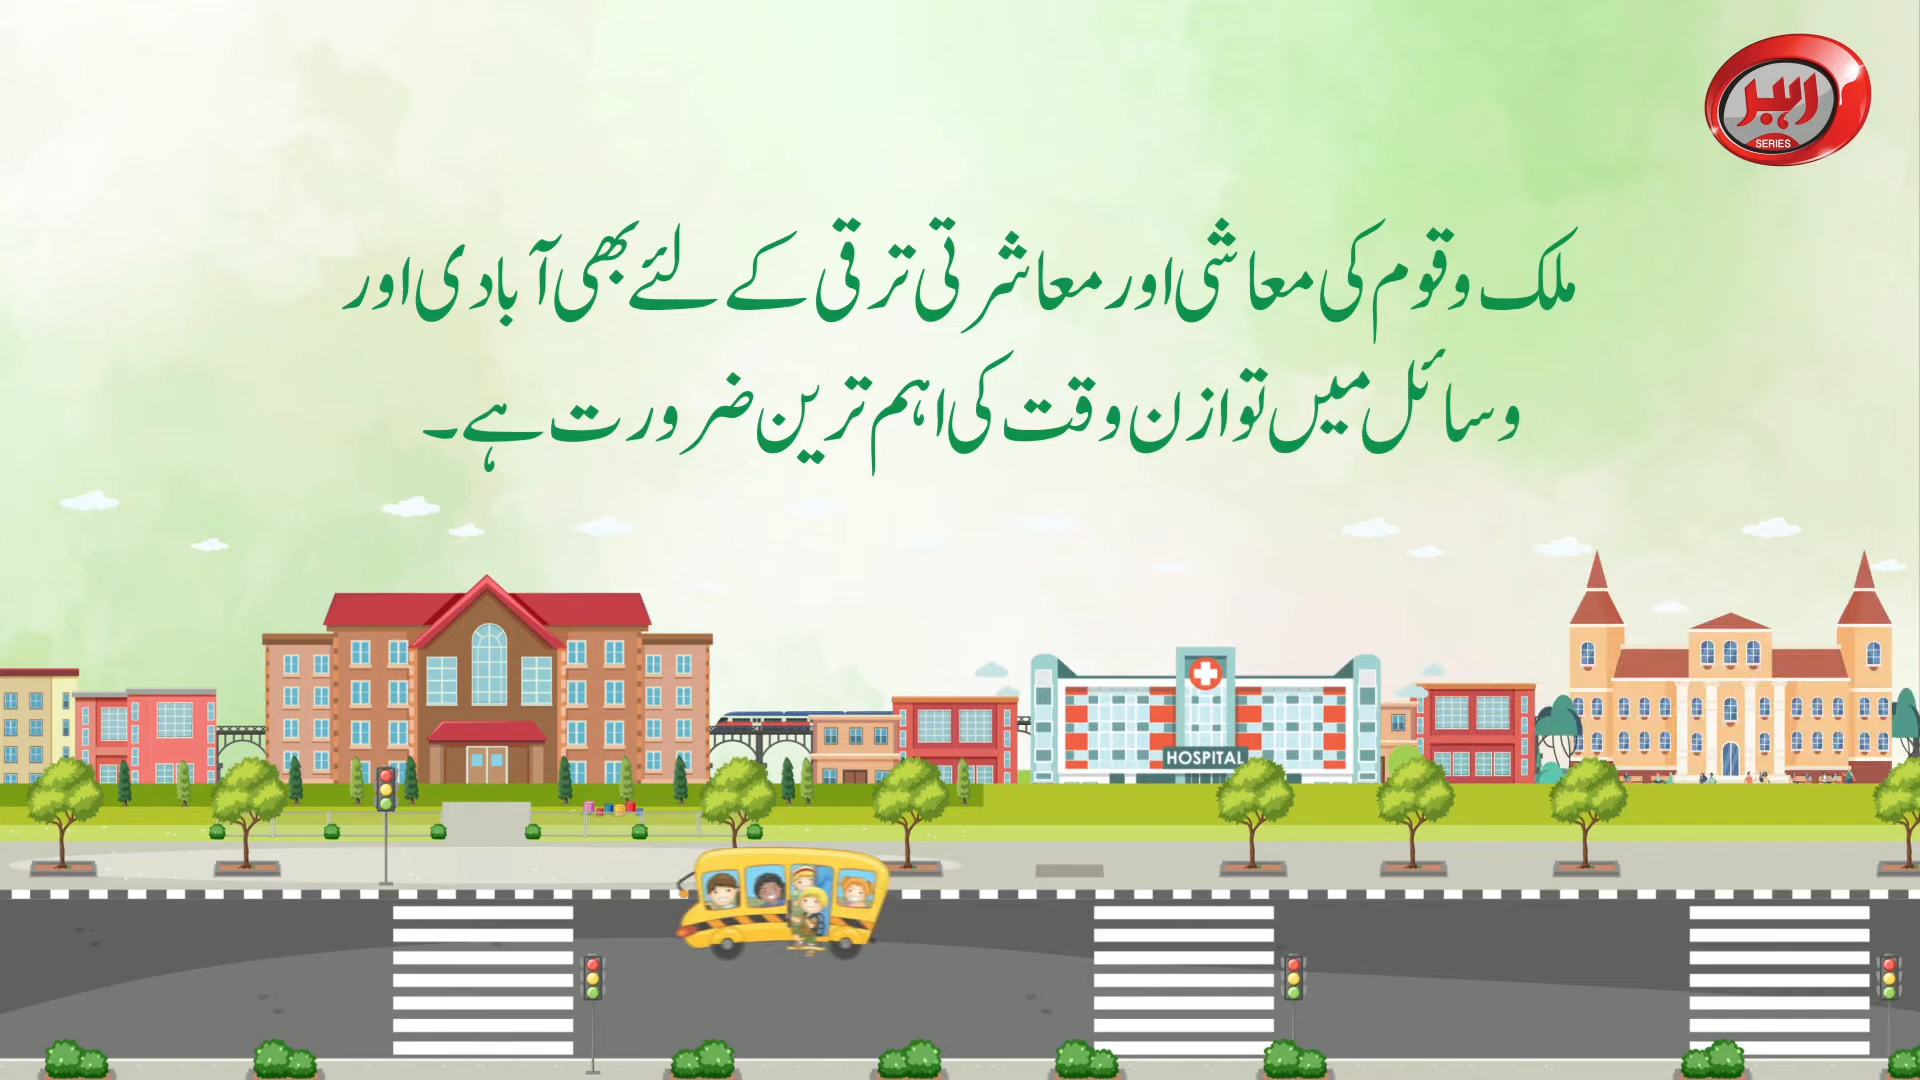 رہبر
SERIES
ملک و قوم کی معاشی اور معاشرتی ترقی کے لئے بھی آبادی اور
وسائل میں توازن وقت کی اہم ترین ضرورت ہے۔
HOSPITAL